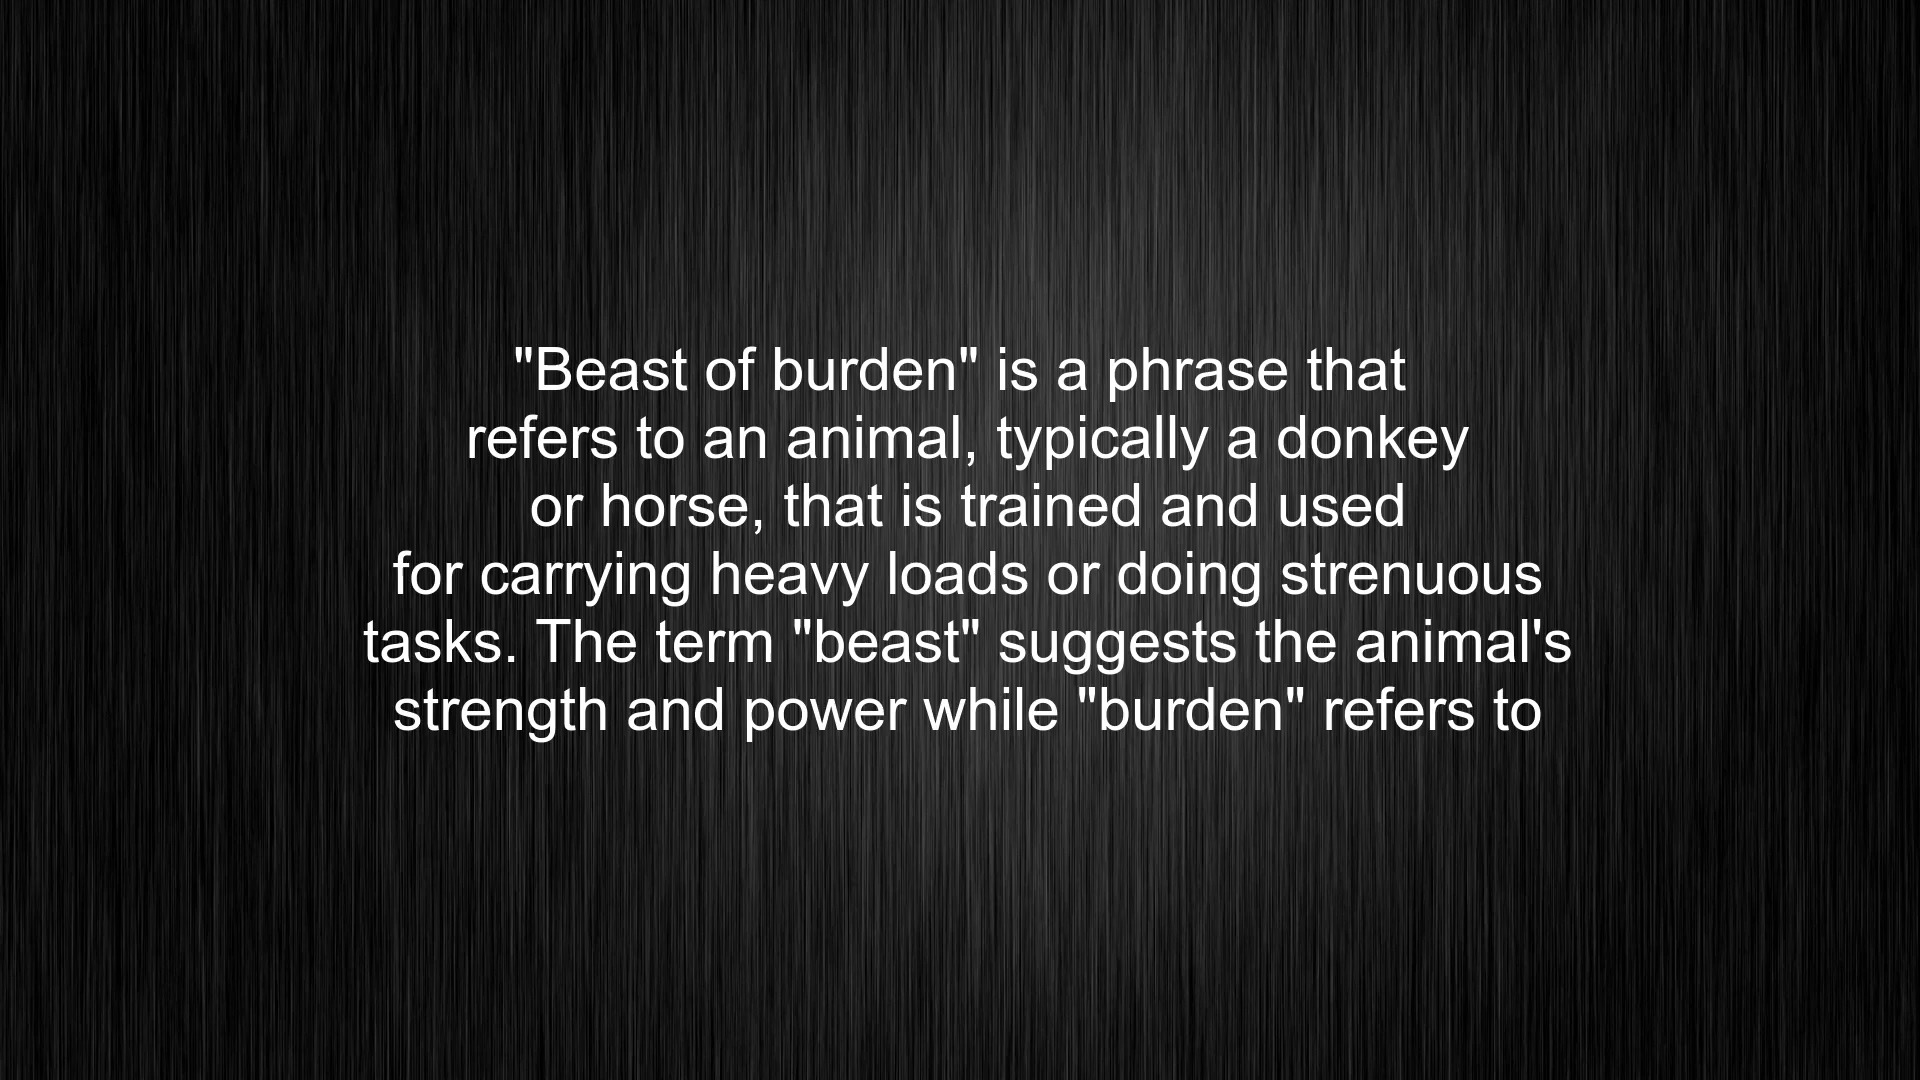 "Beast of burden" is a phrase that
refers to an animal, typically a donkey
or horse, that is trained and used
for carrying heavy loads or doing strenuous
tasks. The term "beast" suggests the animal's
strength and power while "burden" refers to